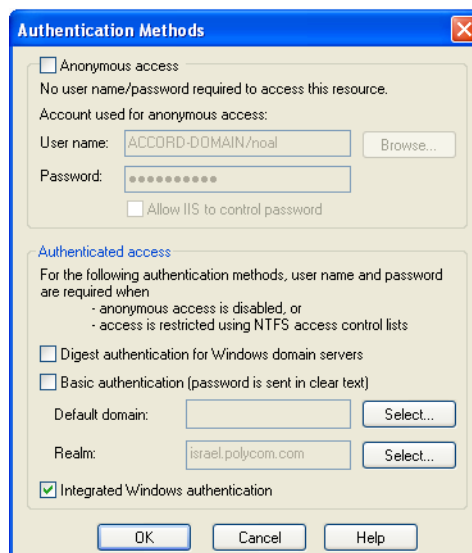 Authentication Methods
Anonymous access
No user name/password required to access this resource.
Account used for anonymous access:
User name: ACCORD-DOMAIN/noal Browse...
Password: ●●●●●●●●●●
Allow IIS to control password
Authenticated access
For the following authentication methods, user name and password
are required when
- anonymous access is disabled, or
- access is restricted using NTFS access control lists
Digest authentication for Windows domain servers
Basic authentication (password is sent in clear text)
Default domain: Select...
Realm: israel.polycom.com Select...
Integrated Windows authentication
OK Cancel Help